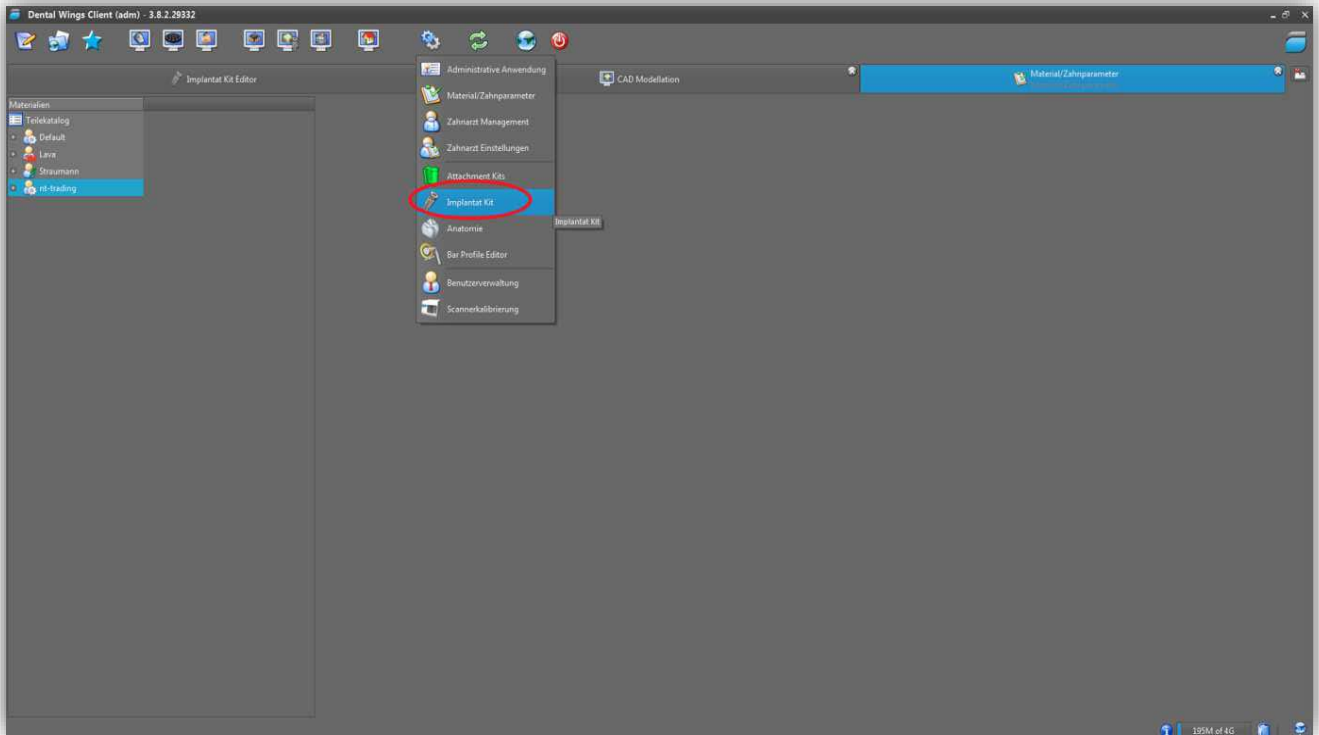 Dental Wings Client (adm) - 3.8.2.29332
Implantat Kit Editor
CAD Modellation
Material/Zahnparameter
Materialien
Teilekatalog
Default
Lava
Straumann
nt-trading
Administrative Anwendung
Material/Zahnparameter
Zahnarzt Management
Zahnarzt Einstellungen
Attachment Kits
Implantat Kit
Implantat Kit
Anatomie
Bar Profile Editor
Benutzerverwaltung
Scannerkalibrierung
195M of 4G